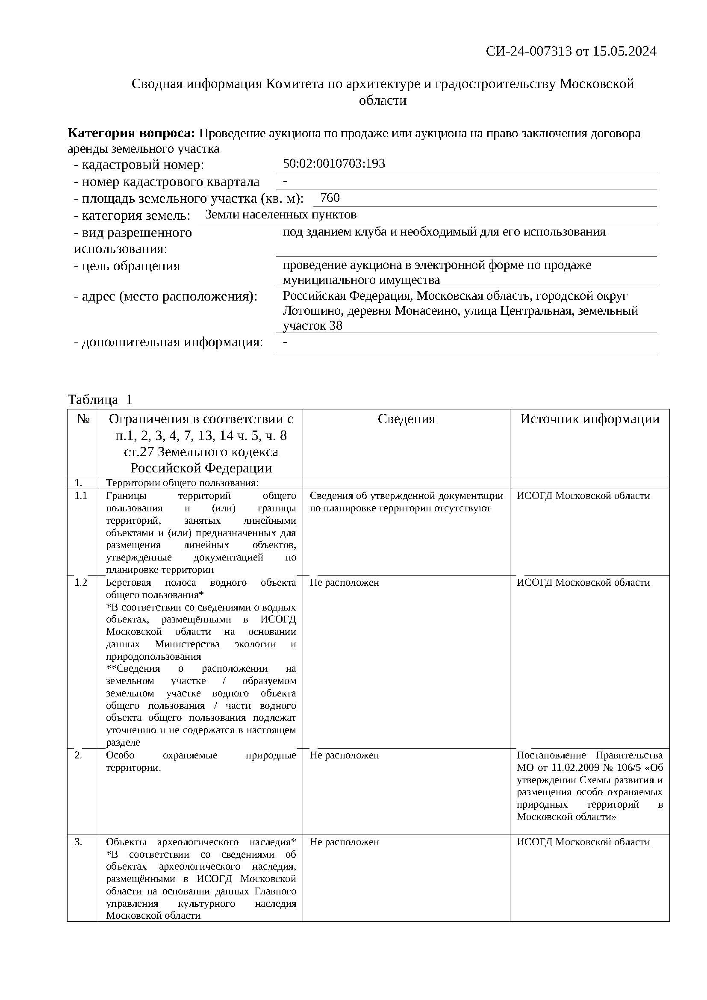 СИ-24-007313 от 15.05.2024
Сводная информация Комитета по архитектуре и градостроительству Московской
области
Категория вопроса: Проведение аукциона по продаже или аукциона на право заключения договора
аренды земельного участка
- кадастровый номер: 50:02:0010703:193
- номер кадастрового квартала -
- площадь земельного участка (кв. м): 760
- категория земель: Земли населенных пунктов
- вид разрешенного
использования:
под зданием клуба и необходимый для его использования
- цель обращения
проведение аукциона в электронной форме по продаже
муниципального имущества
- адрес (место расположения):
Российская Федерация, Московская область, городской округ
Лотошино, деревня Монасеино, улица Центральная, земельный
участок 38
- дополнительная информация: -
Таблица 1
№
Ограничения в соответствии с
п.1, 2, 3, 4, 7, 13, 14 ч. 5, ч. 8
ст.27 Земельного кодекса
Российской Федерации
Сведения
Источник информации
1.
Территории общего пользования:
1.1
Границы территорий общего
пользования и (или) границы
территорий, занятых линейными
объектами и (или) предназначенных для
размещения линейных объектов,
утвержденные документацией по
планировке территории
Сведения об утвержденной документации
по планировке территории отсутствуют
ИСОГД Московской области
1.2
Береговая полоса водного объекта
общего пользования*
*В соответствии со сведениями о водных
объектах, размещёнными в ИСОГД
Московской области на основании
данных Министерства экологии и
природопользования
**Сведения о расположении на
земельном участке / образуемом
земельном участке водного объекта
общего пользования / части водного
объекта общего пользования подлежат
уточнению и не содержатся в настоящем
разделе
Не расположен
ИСОГД Московской области
2.
Особо охраняемые природные
территории.
Не расположен
Постановление Правительства
МО от 11.02.2009 № 106/5 «Об
утверждении Схемы развития и
размещения особо охраняемых
природных территорий в
Московской области»
3.
Объекты археологического наследия*
*В соответствии со сведениями об
объектах археологического наследия,
размещёнными в ИСОГД Московской
области на основании данных Главного
управления культурного наследия
Московской области
Не расположен
ИСОГД Московской области